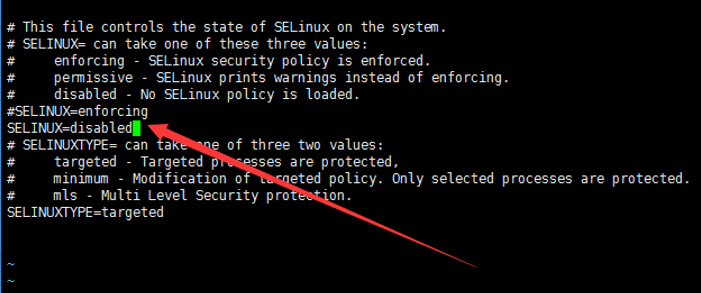 # This file controls the state of SELinux on the system.
# SELINUX= can take one of these three values:
#     enforcing - SELinux security policy is enforced.
#     permissive - SELinux prints warnings instead of enforcing.
#     disabled - No SELinux policy is loaded.
#SELINUX=enforcing
SELINUX=disabled
# SELINUXTYPE= can take one of three two values:
#     targeted - Targeted processes are protected,
#     minimum - Modification of targeted policy. Only selected processes are protected.
#     mls - Multi Level Security protection.
SELINUXTYPE=targeted
~
~